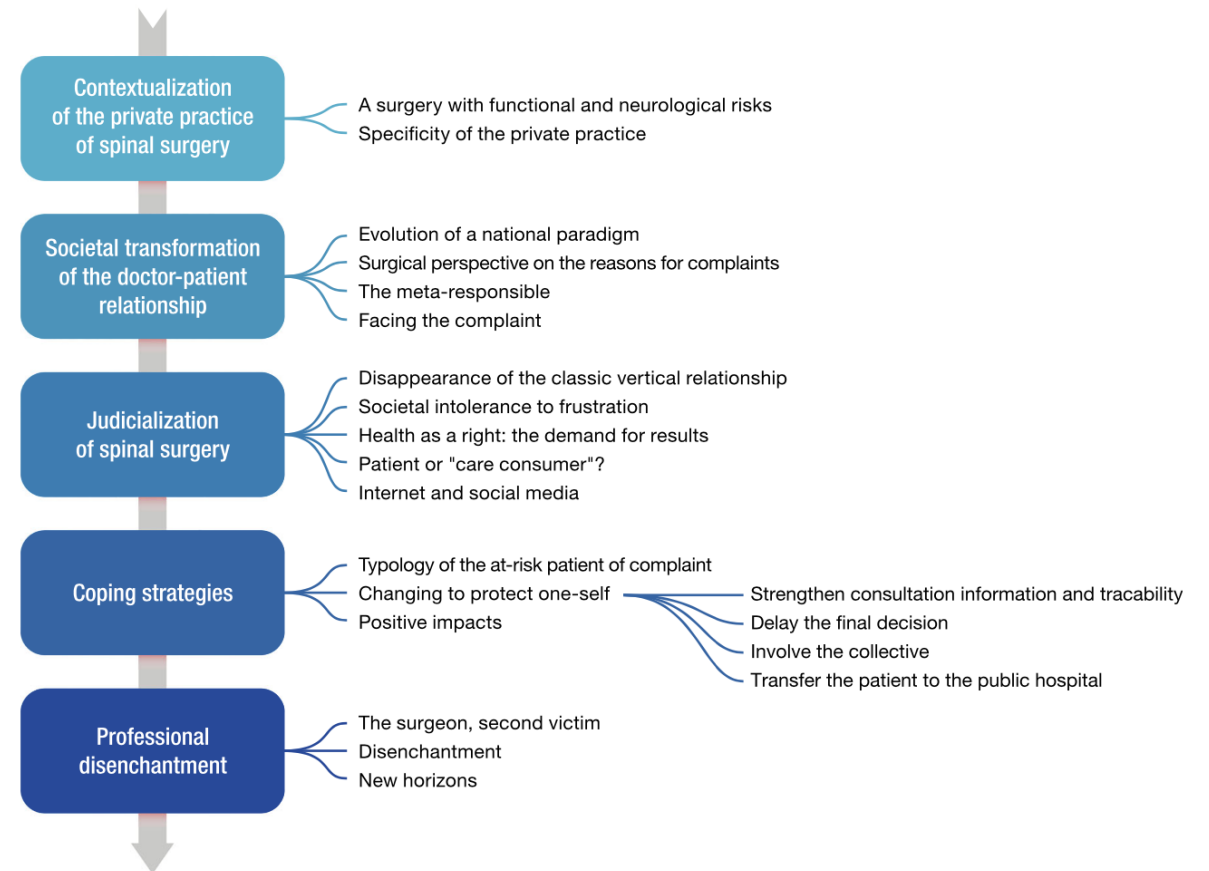 Contextualization
of the private practice
of spinal surgery
A surgery with functional and neurological risks
Specificity of the private practice
Societal transformation
of the doctor-patient
relationship
Evolution of a national paradigm
Surgical perspective on the reasons for complaints
The meta-responsible
Facing the complaint
Judicialization
of spinal surgery
Disappearance of the classic vertical relationship
Societal intolerance to frustration
Health as a right: the demand for results
Patient or "care consumer"?
Internet and social media
Coping strategies
Typology of the at-risk patient of complaint
Changing to protect one-self
Positive impacts
Strengthen consultation information and tracability
Delay the final decision
Involve the collective
Transfer the patient to the public hospital
Professional
disenchantment
The surgeon, second victim
Disenchantment
New horizons